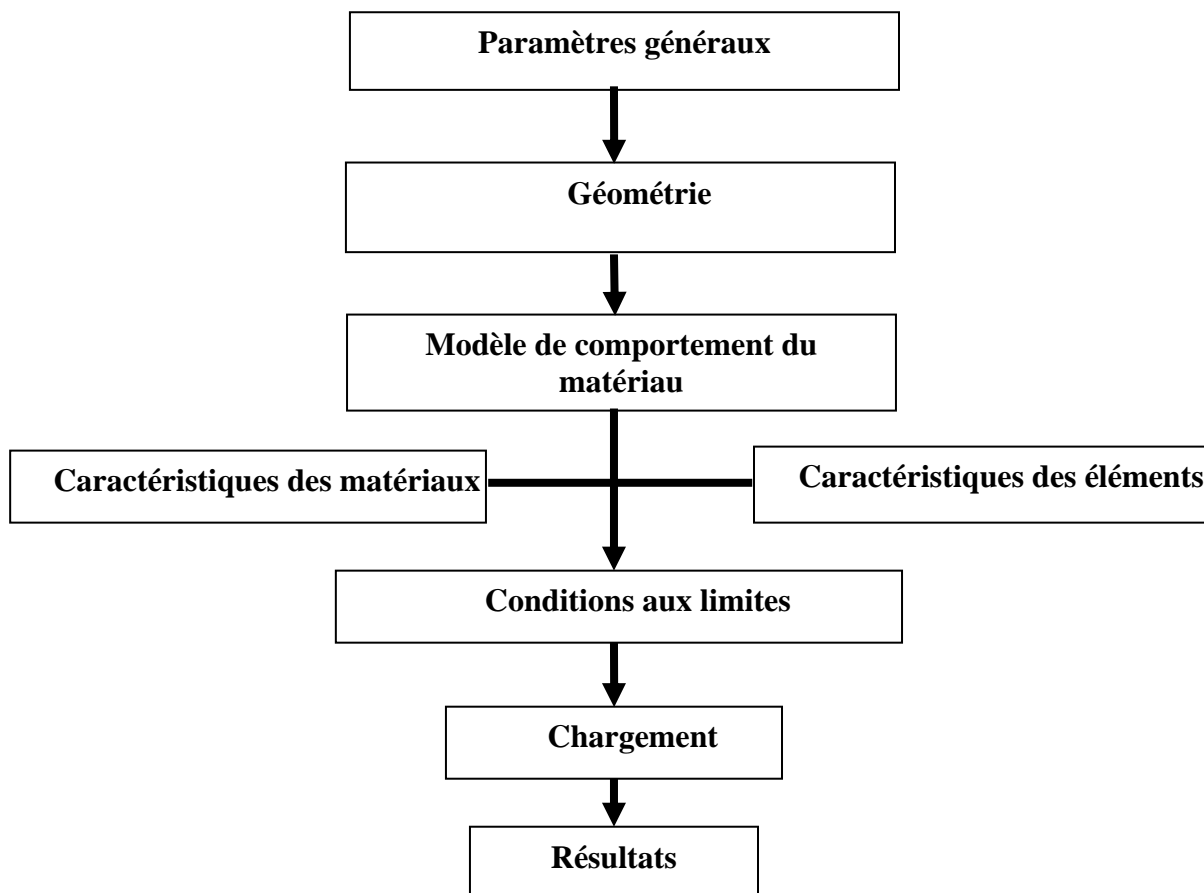 Paramètres généraux
Géométrie
Modèle de comportement du
matériau
Caractéristiques des matériaux
Caractéristiques des éléments
Conditions aux limites
Chargement
Résultats